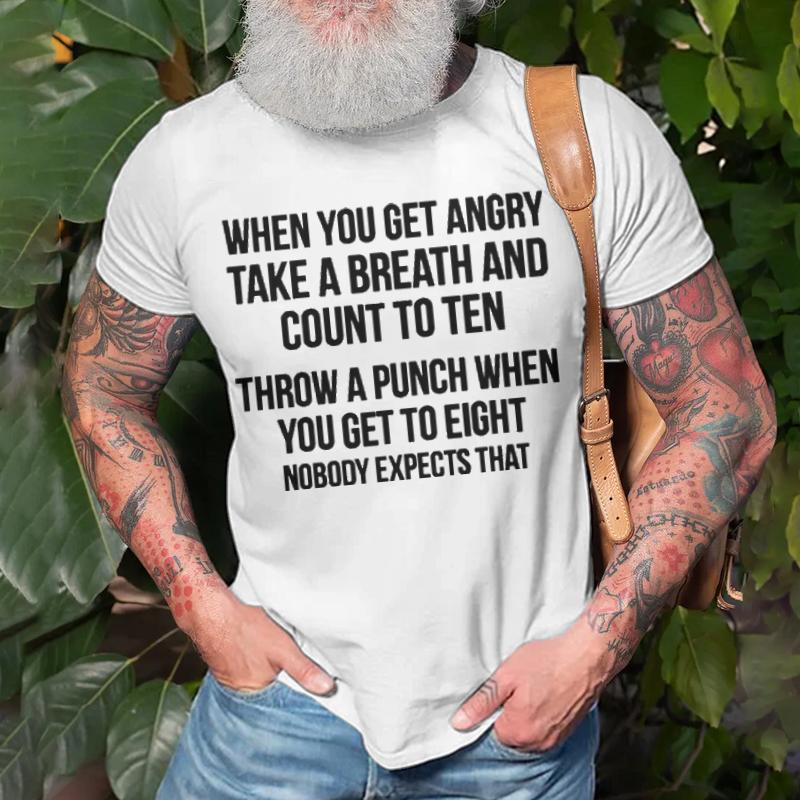 WHEN YOU GET ANGRY
TAKE A BREATH AND
COUNT TO TEN
THROW A PUNCH WHEN
YOU GET TO EIGHT
NOBODY EXPECTS THAT